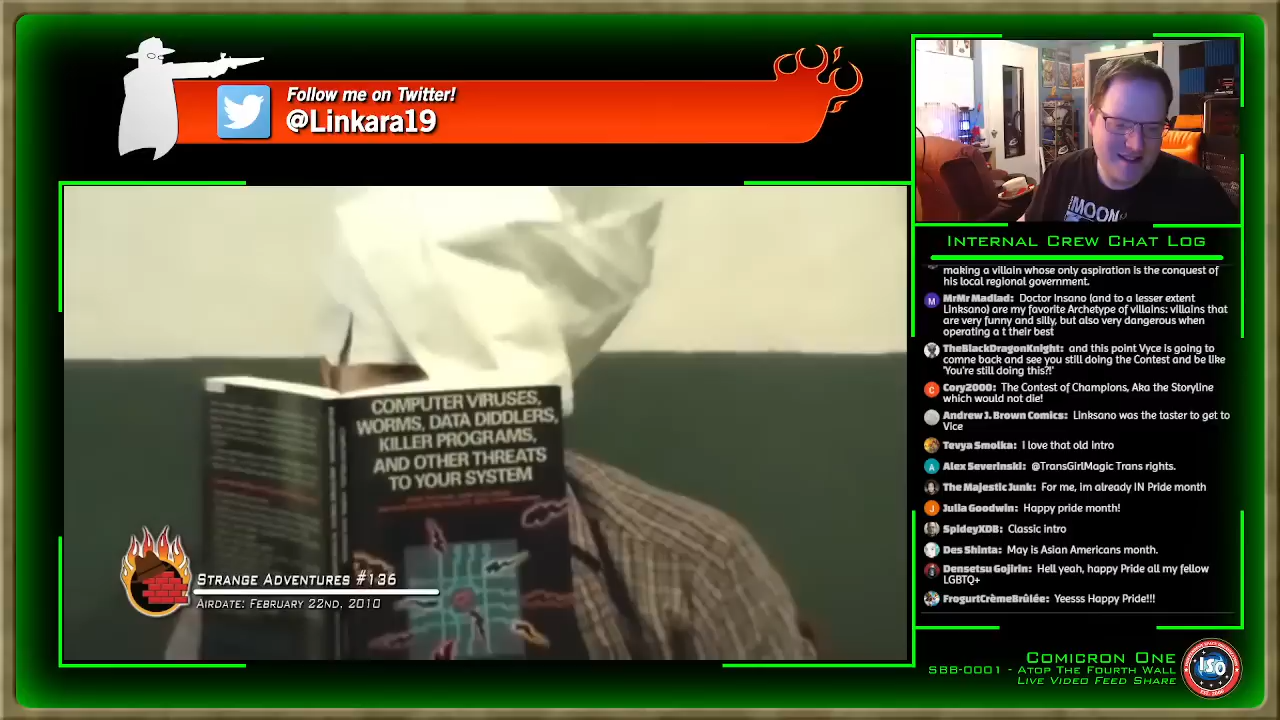 Follow me on Twitter!
@Linkara19
COMPUTER VIRUSES,
WORMS, DATA DIDDLERS,
KILLER PROGRAMS,
AND OTHER THREATS
TO YOUR SYSTEM
STRANGE ADVENTURES #136
AIRDATE: FEBRUARY 22ND, 2010
MOON
INTERNAL CREW CHAT LOG
making a villain whose only aspiration is the conquest of
his local regional government.
M
MrMr Madlad: Doctor Insano (and to a lesser extent
LInksano) are my favorite Archetype of villains: villains that
are very funny and silly, but also very dangerous when
operating a t their best
TheBlackDragonKnight: and this point Vyce is going to
comne back and see you still doing the Contest and be like
'You're still doing this?!'
C
Cory2000: The Contest of Champions, Aka the Storyline
which would not die!
Andrew J. Brown Comics: Linksano was the taster to get to
Vice
Tevya Smolka: I love that old Intro
A
Alex Severinski: @TransGirlMagic Trans rights.
The Majestic Junk: For me, im already IN Pride month
J
Julia Goodwin: Happy pride month!
SpideyXDB: Classic intro
Des Shinta: May is Asian Americans month.
Densetsu Gojirin: Hell yeah, happy Pride all my fellow
LGBTQ+
FrogurtCrèmeBrûlée: Yeesss Happy Pride!!!
COMICRON ONE
SBB-0001 - ATOP THE FOURTH WALL
LIVE VIDEO FEED SHARE
ISO